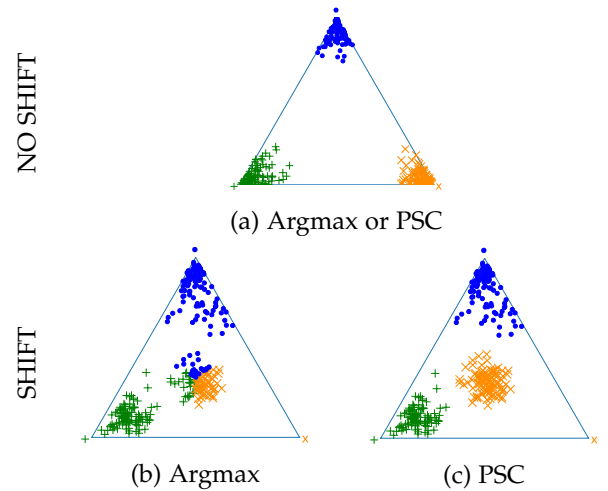 NO SHIFT
(a) Argmax or PSC
SHIFT
(b) Argmax
(c) PSC